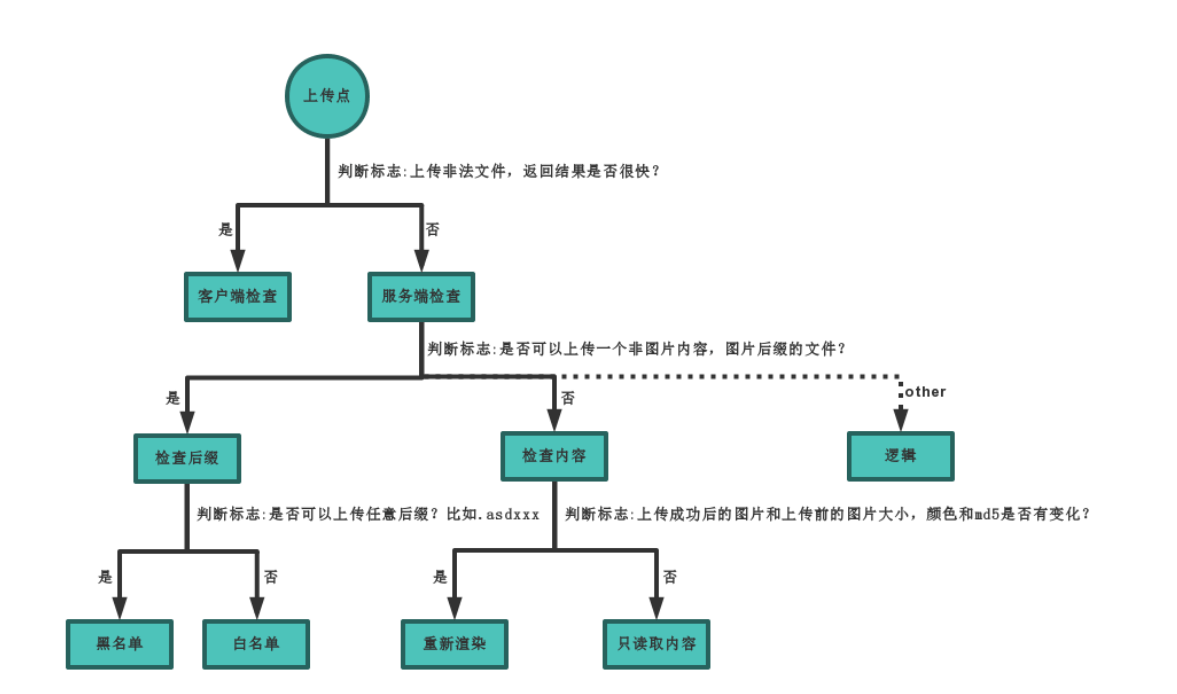 上传点
判断标志:上传非法文件，返回结果是否很快？
是
否
客户端检查
服务端检查
判断标志:是否可以上传一个非图片内容，图片后缀的文件？
是
否
other
检查后缀
检查内容
逻辑
判断标志:是否可以上传任意后缀？比如.asdxxx
判断标志:上传成功后的图片和上传前的图片大小，颜色和md5是否有变化？
是
否
是
否
黑名单
白名单
重新渲染
只读取内容